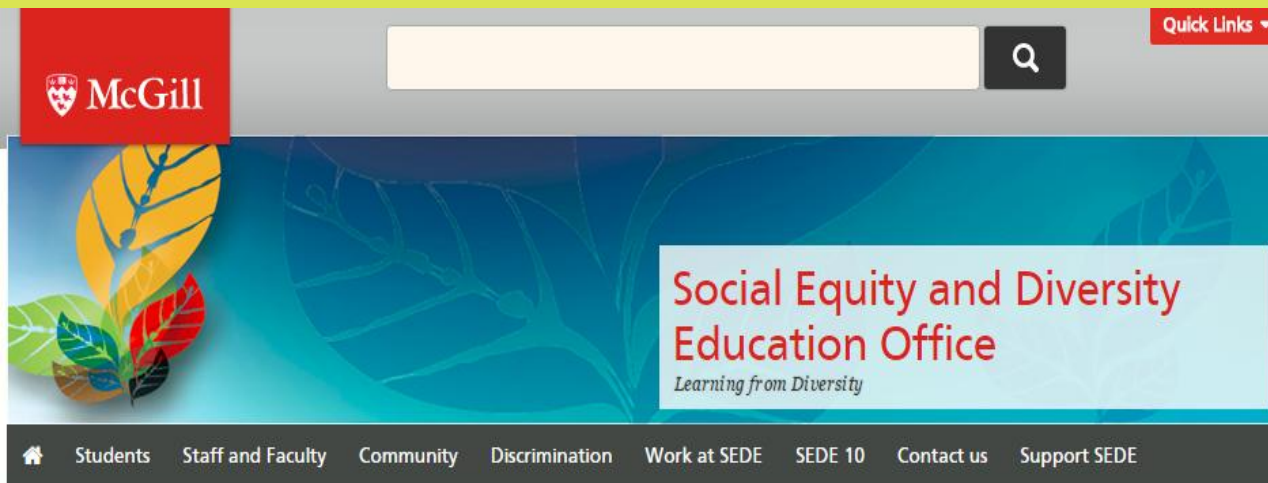 Quick Links
McGill
Social Equity and Diversity
Education Office
Learning from Diversity
Students Staff and Faculty Community Discrimination Work at SEDE SEDE 10 Contact us Support SEDE